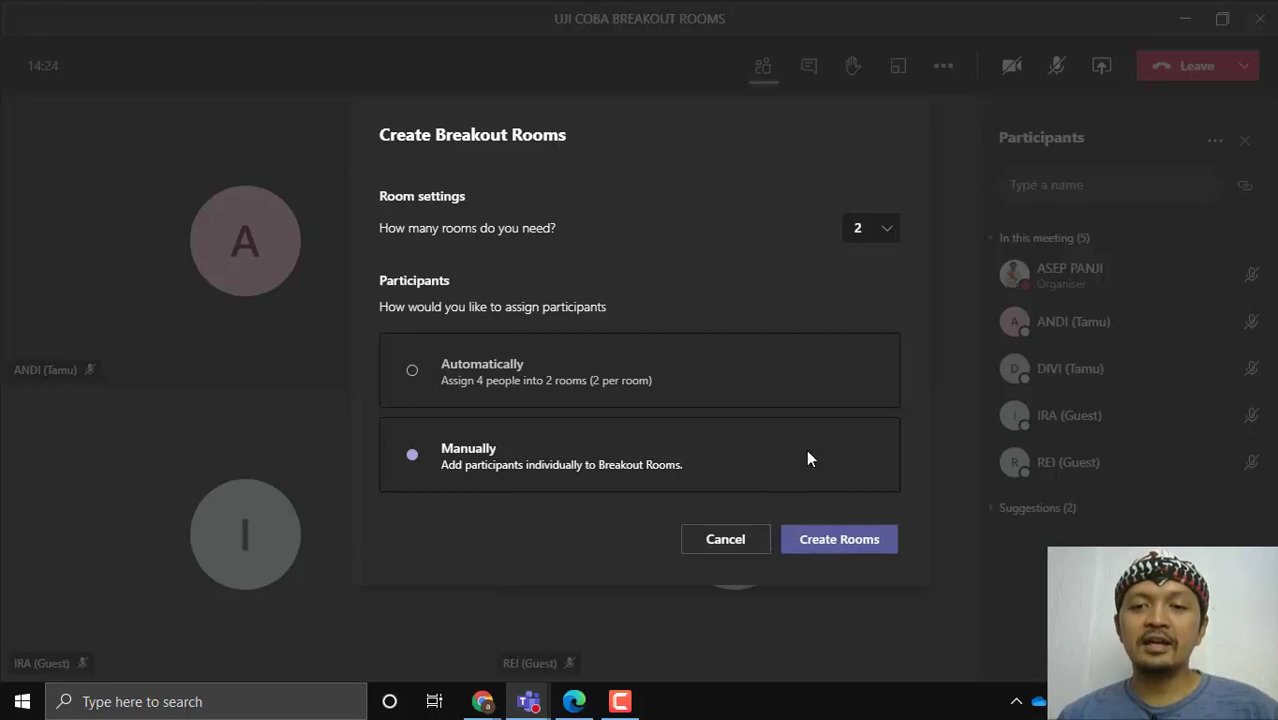 UJI COBA BREAKOUT ROOMS
14:24
Leave
Create Breakout Rooms
Room settings
How many rooms do you need?
2
Participants
How would you like to assign participants
Automatically
Assign 4 people into 2 rooms (2 per room)
Manually
Add participants individually to Breakout Rooms.
Cancel
Create Rooms
Participants
Type a name
In this meeting (5)
ASEP PANJI
Organiser
A
ANDI (Tamu)
DIVI (Tamu)
I
IRA (Guest)
R
REI (Guest)
Suggestions (2)
A
ANDI (Tamu)
I
IRA (Guest)
REI (Guest)
Type here to search